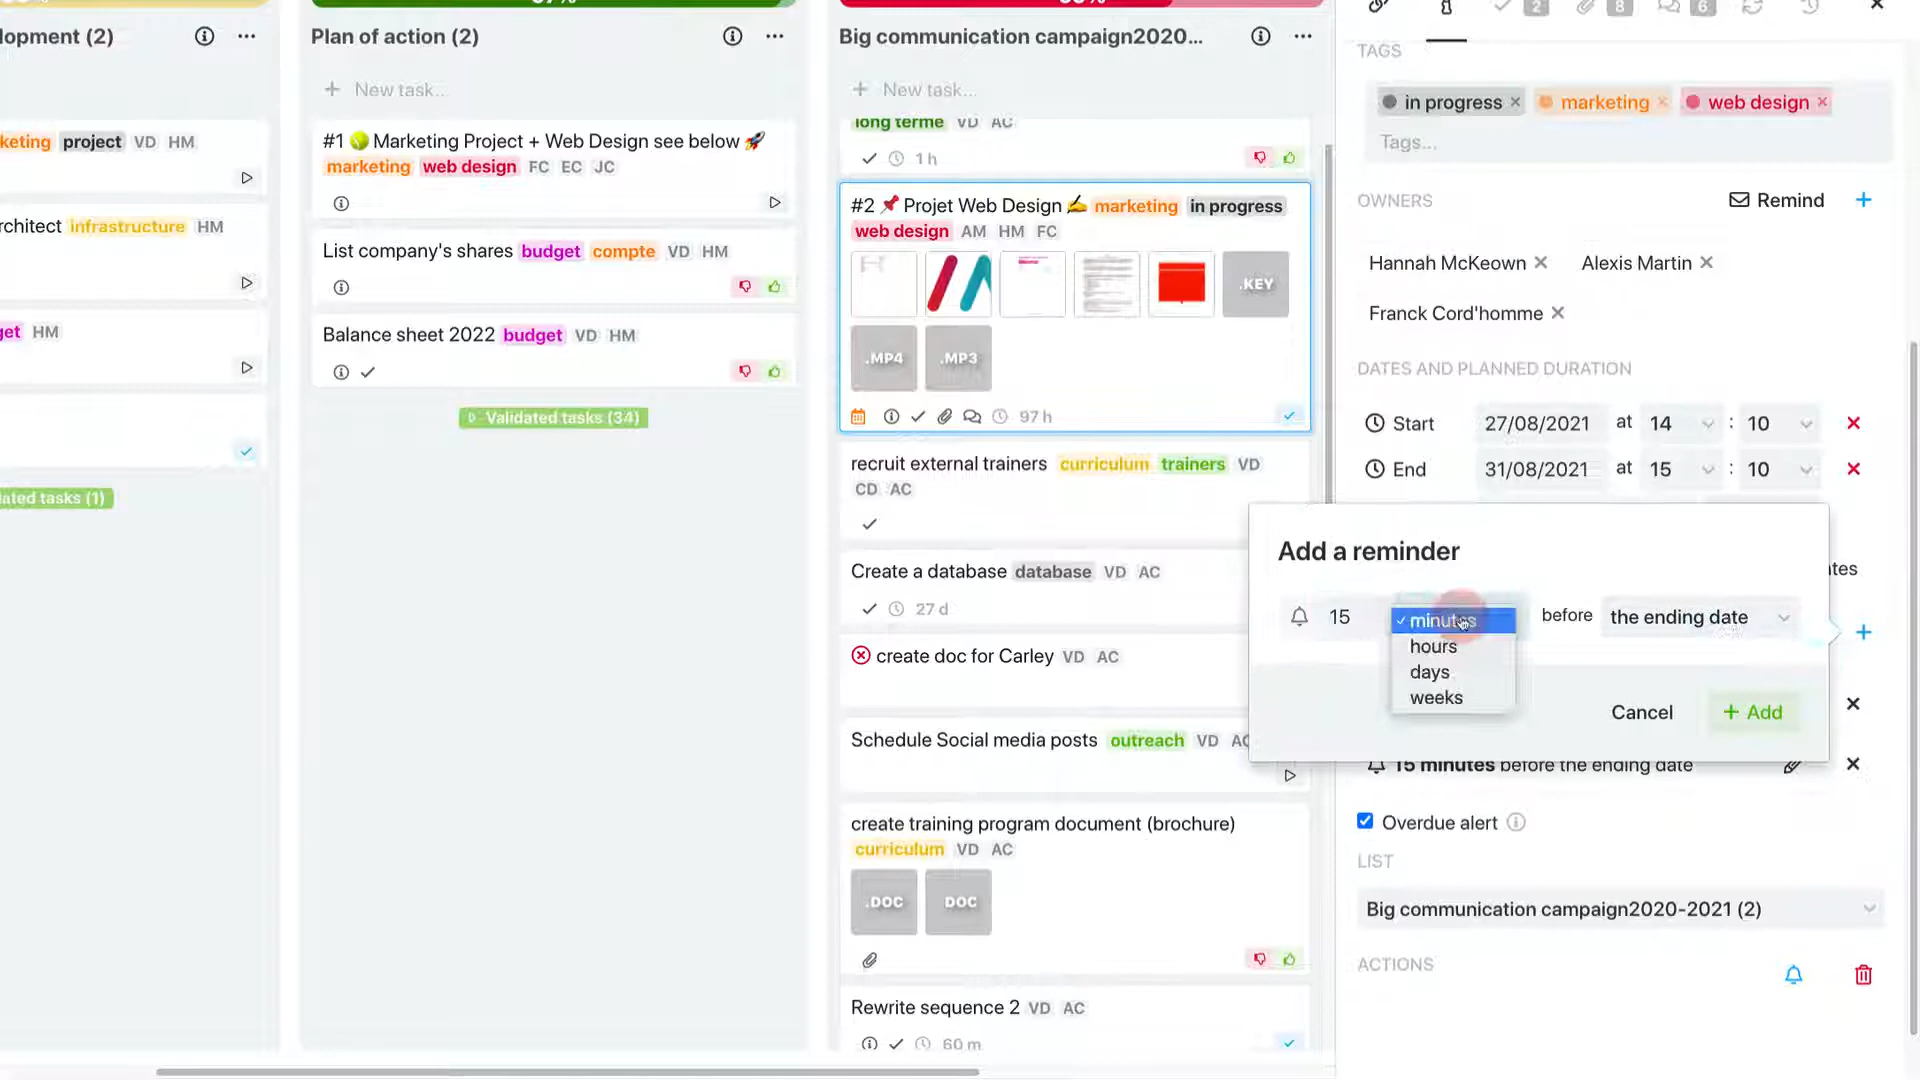 lopment (2)
keting project VD HM
rchitect infrastructure HM
get HM
ated tasks (1)
Plan of action (2)
New task...
#1 🎾 Marketing Project + Web Design see below 🚀
marketing web design FC EC JC
List company's shares budget compte VD HM
Balance sheet 2022 budget VD HM
Validated tasks (34)
Big communication campaign2020...
New task...
long terme VD AC
1 h
#2 📌 Projet Web Design ✍️ marketing in progress
web design AM HM FC
.KEY
.MP4 .MP3
97 h
recruit external trainers curriculum trainers VD
CD AC
Create a database database VD AC
27 d
create doc for Carley VD AC
Schedule Social media posts outreach VD AC
create training program document (brochure)
curriculum VD AC
.DOC DOC
Rewrite sequence 2 VD AC
60 m
2 8 6
TAGS
in progress marketing web design
Tags...
OWNERS Remind
Hannah McKeown Alexis Martin
Franck Cord'homme
DATES AND PLANNED DURATION
Start 27/08/2021 at 14 : 10
End 31/08/2021 at 15 : 10
Add a reminder
15 minutes before the ending date
hours
days
weeks
Cancel + Add
15 minutes before the ending date
Overdue alert
LIST
Big communication campaign2020-2021 (2)
ACTIONS